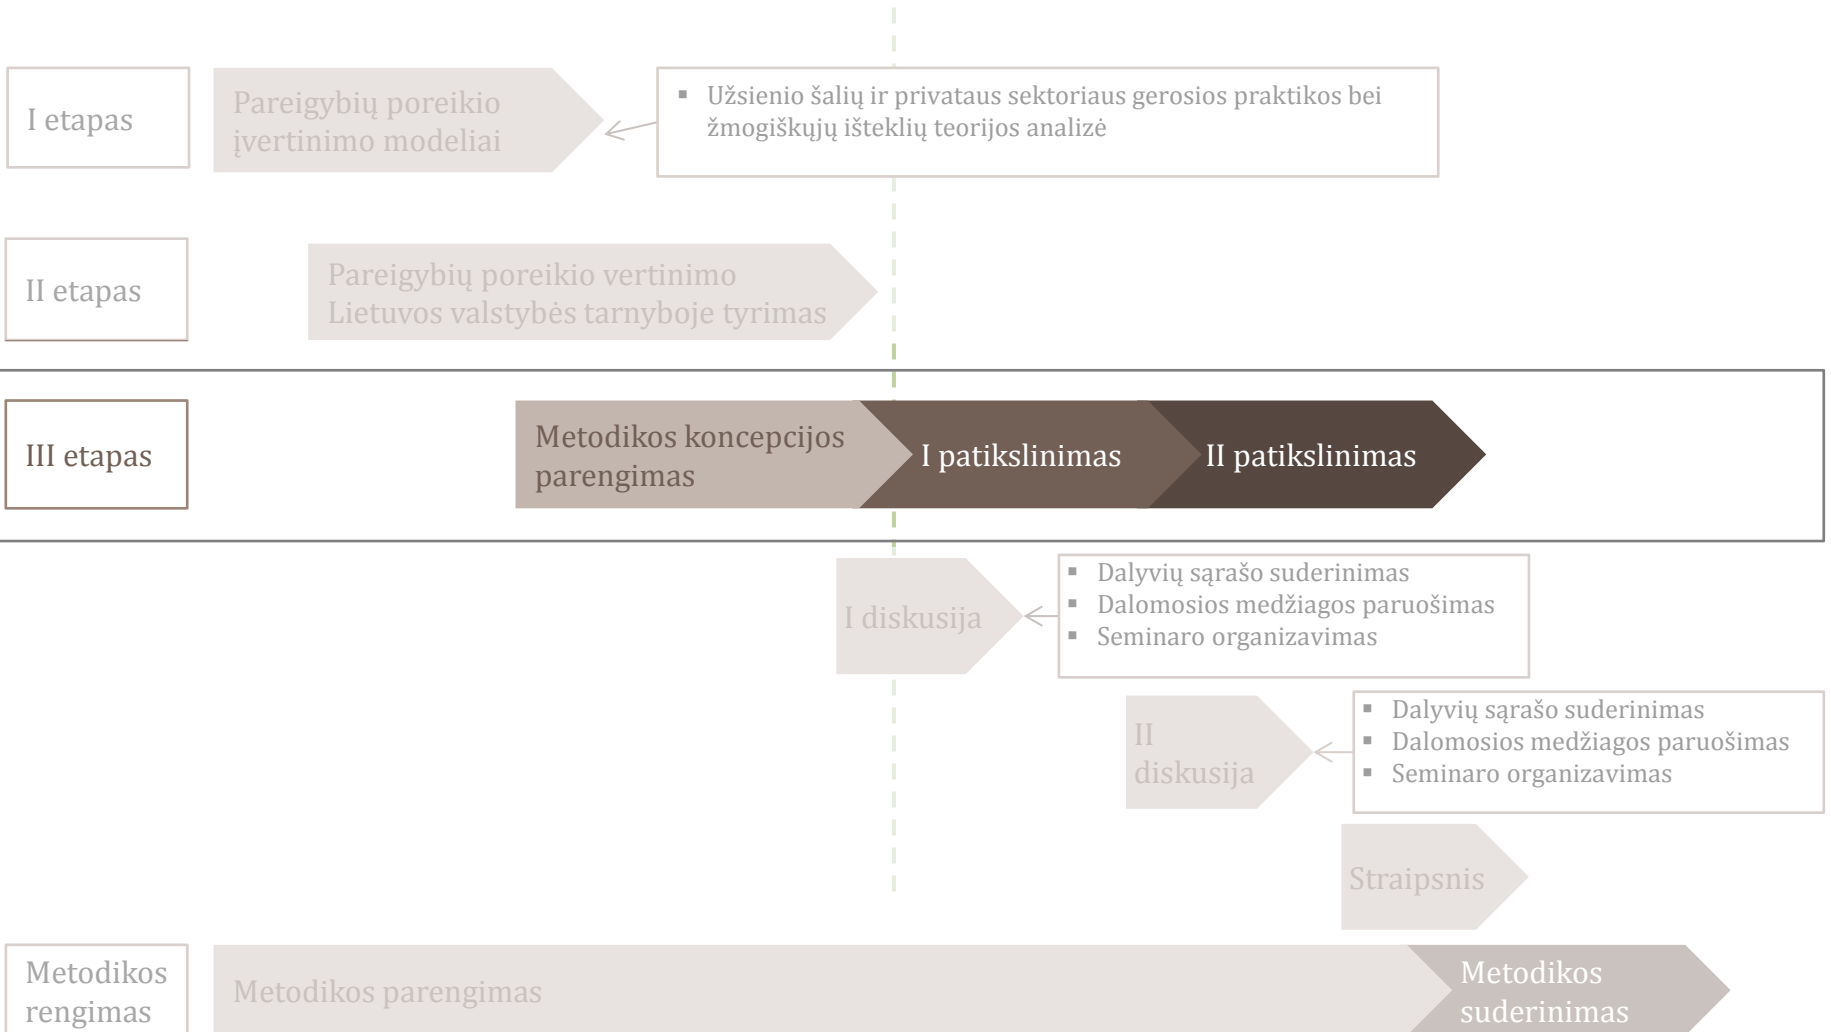 I etapas
Pareigybių poreikio
įvertinimo modeliai
▪ Užsienio šalių ir privataus sektoriaus gerosios praktikos bei
žmogiškųjų išteklių teorijos analizė
II etapas
Pareigybių poreikio vertinimo
Lietuvos valstybės tarnyboje tyrimas
III etapas
Metodikos koncepcijos
parengimas
I patikslinimas
II patikslinimas
I diskusija
▪ Dalyvių sąrašo suderinimas
▪ Dalomosios medžiagos paruošimas
▪ Seminaro organizavimas
II
diskusija
▪ Dalyvių sąrašo suderinimas
▪ Dalomosios medžiagos paruošimas
▪ Seminaro organizavimas
Straipsnis
Metodikos
rengimas
Metodikos parengimas
Metodikos
suderinimas